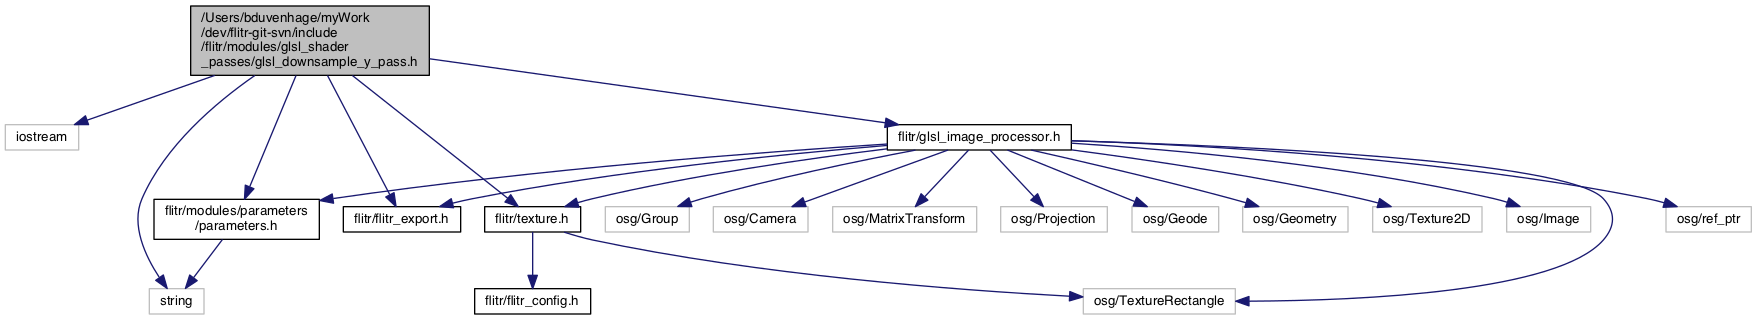 /Users/bduvenhage/myWork
/dev/flitr-git-svn/include
/flitr/modules/glsl_shader
_passes/glsl_downsample_y_pass.h
iostream
flitr/glsl_image_processor.h
flitr/modules/parameters
/parameters.h
flitr/flitr_export.h
flitr/texture.h
osg/Group
osg/Camera
osg/MatrixTransform
osg/Projection
osg/Geode
osg/Geometry
osg/Texture2D
osg/Image
osg/ref_ptr
string
flitr/flitr_config.h
osg/TextureRectangle